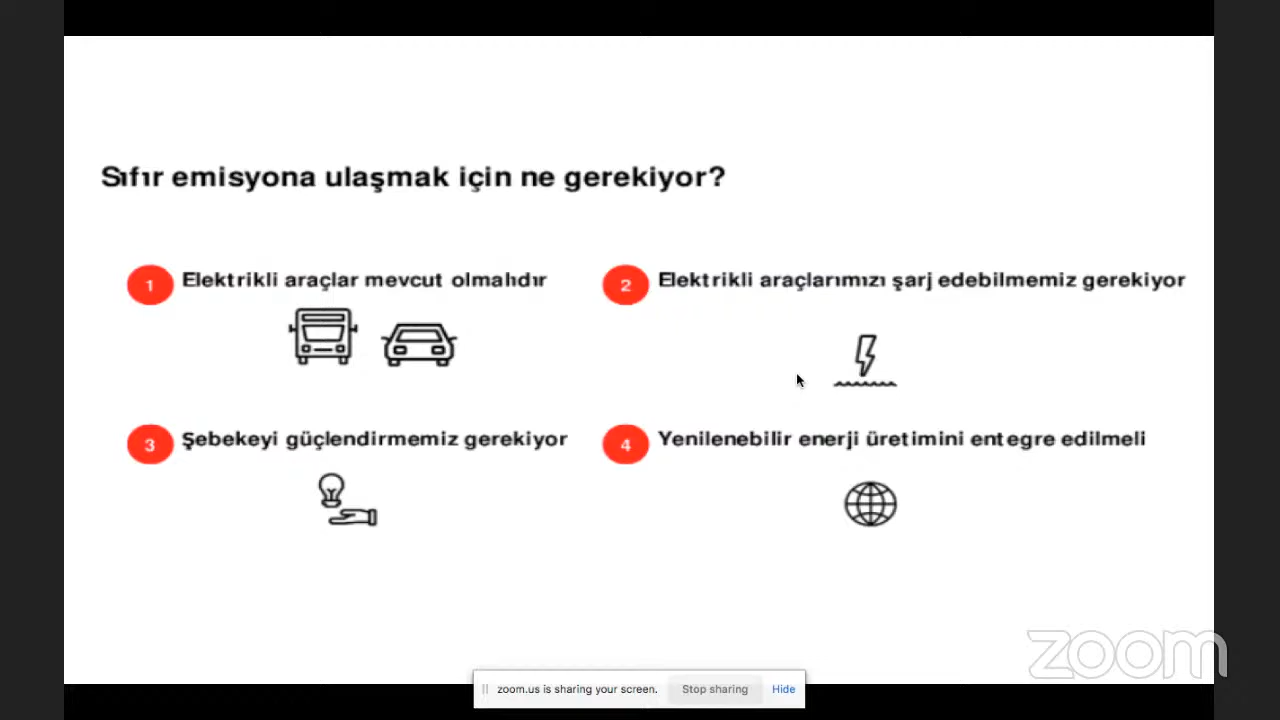 Sıfır emisyona ulaşmak için ne gerekiyor?
1 Elektrikli araçlar mevcut olmalıdır
2 Elektrikli araçlarımızı şarj edebilmemiz gerekiyor
3 Şebekeyi güçlendirmemiz gerekiyor
4 Yenilenebilir enerji üretimini entegre edilmeli
zoom
zoom.us is sharing your screen. Stop sharing Hide